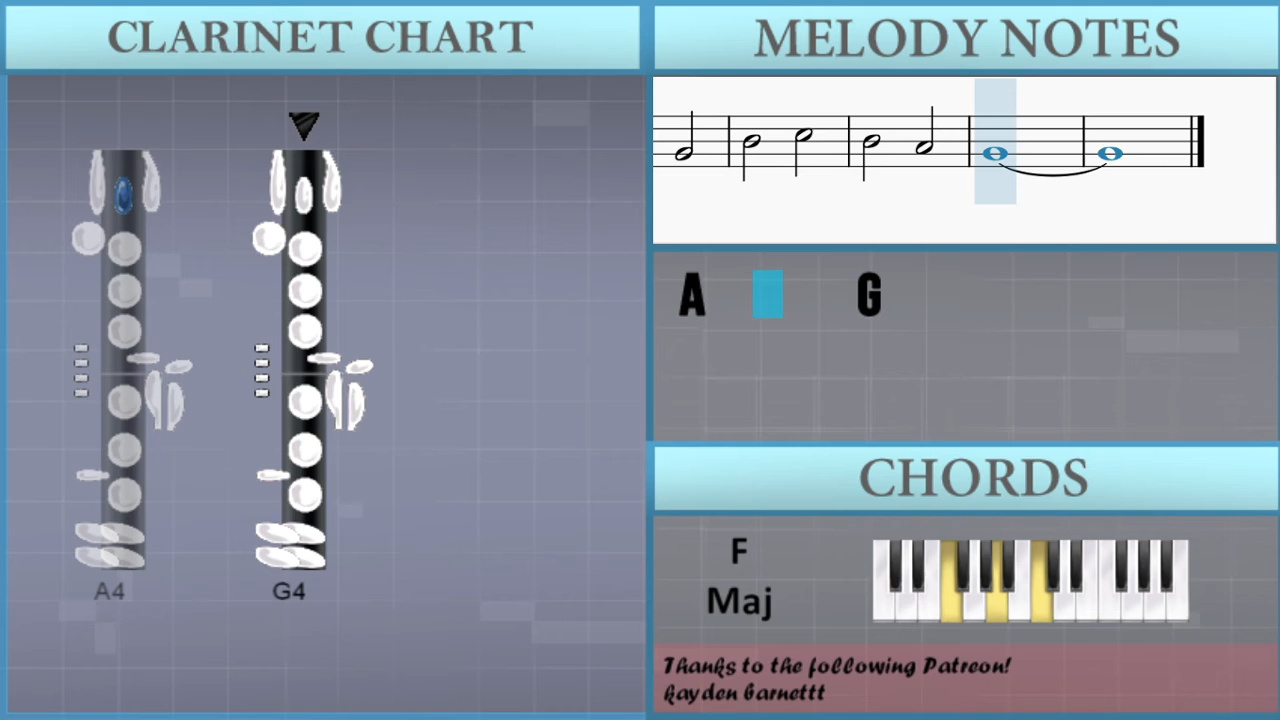 CLARINET CHART
A4
G4
MELODY NOTES
A
G
CHORDS
F
Maj
Thanks to the following Patreon!
kayden barnettt